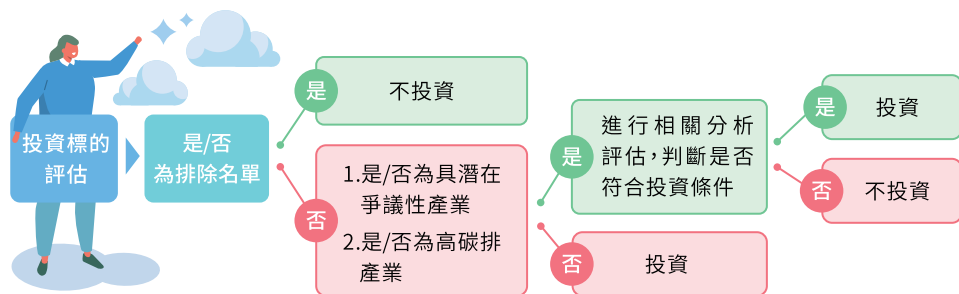 投資標的
評估
是/否
為排除名單
是
不投資
否
1.是/否為具潛在
爭議性產業
2.是/否為高碳排
產業
是
進行相關分析
評估，判斷是否
符合投資條件
否
投資
是
投資
否
不投資